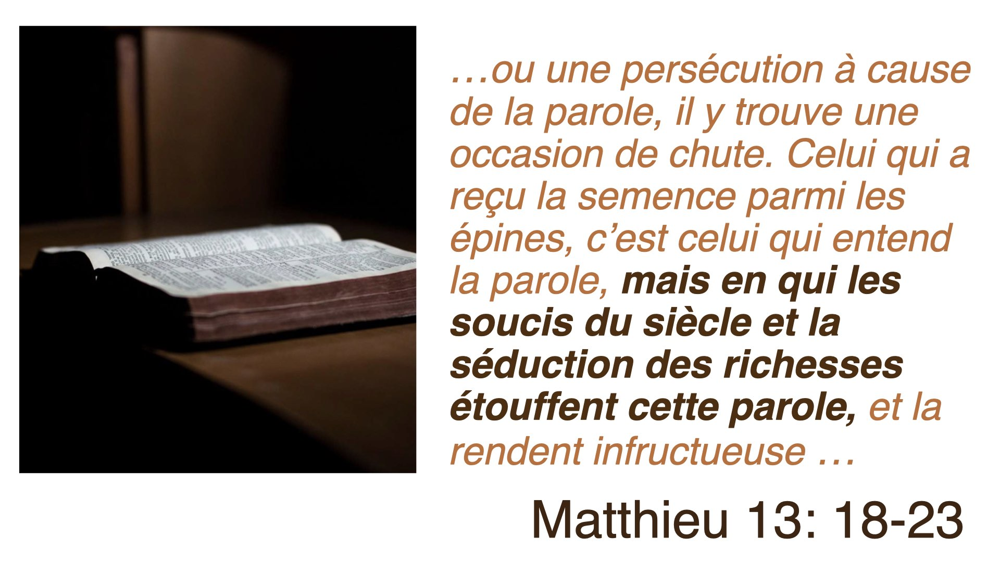 …ou une persécution à cause
de la parole, il y trouve une
occasion de chute. Celui qui a
reçu la semence parmi les
épines, c’est celui qui entend
la parole, mais en qui les
soucis du siècle et la
séduction des richesses
étouffent cette parole, et la
rendent infructueuse …
Matthieu 13: 18-23